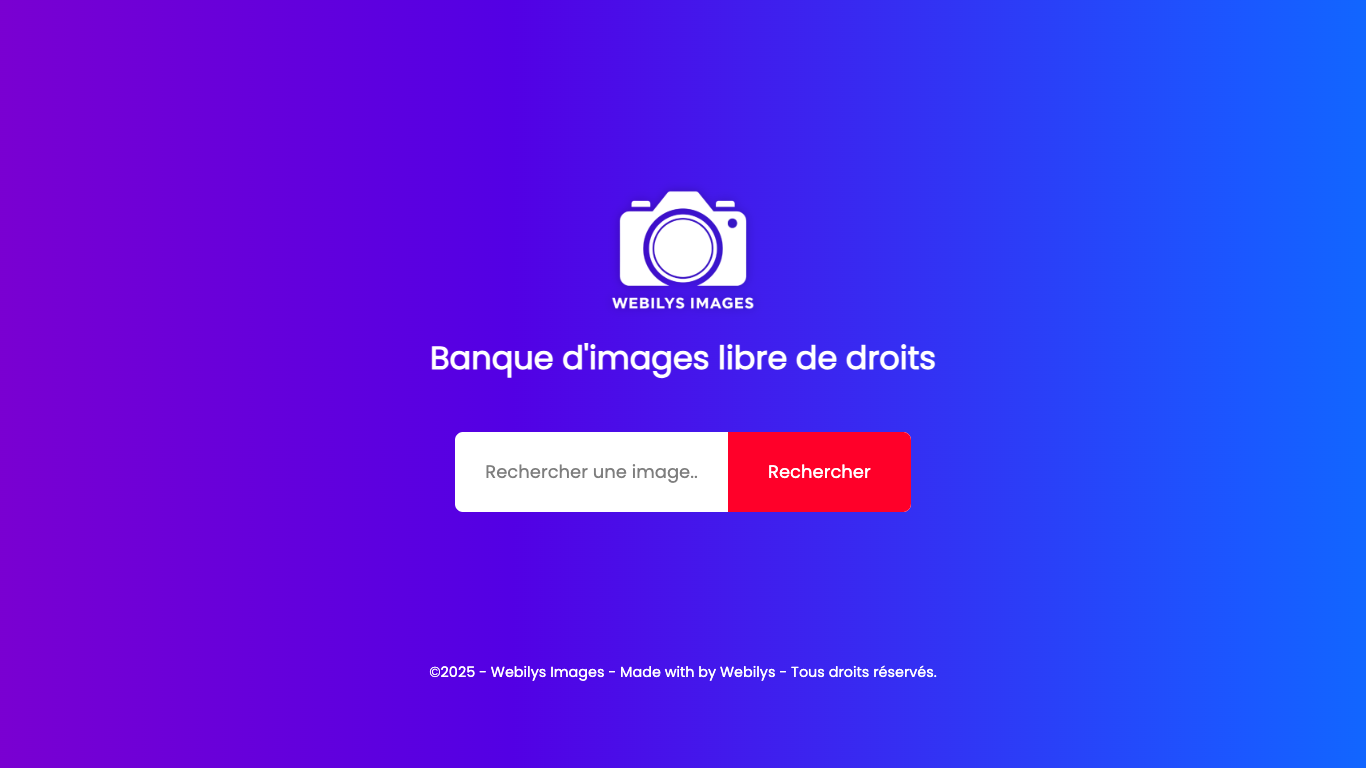 WEBILYS IMAGES
Banque d'images libre de droits
Rechercher une image..
Rechercher
©2025 - Webilys Images - Made with by Webilys - Tous droits réservés.